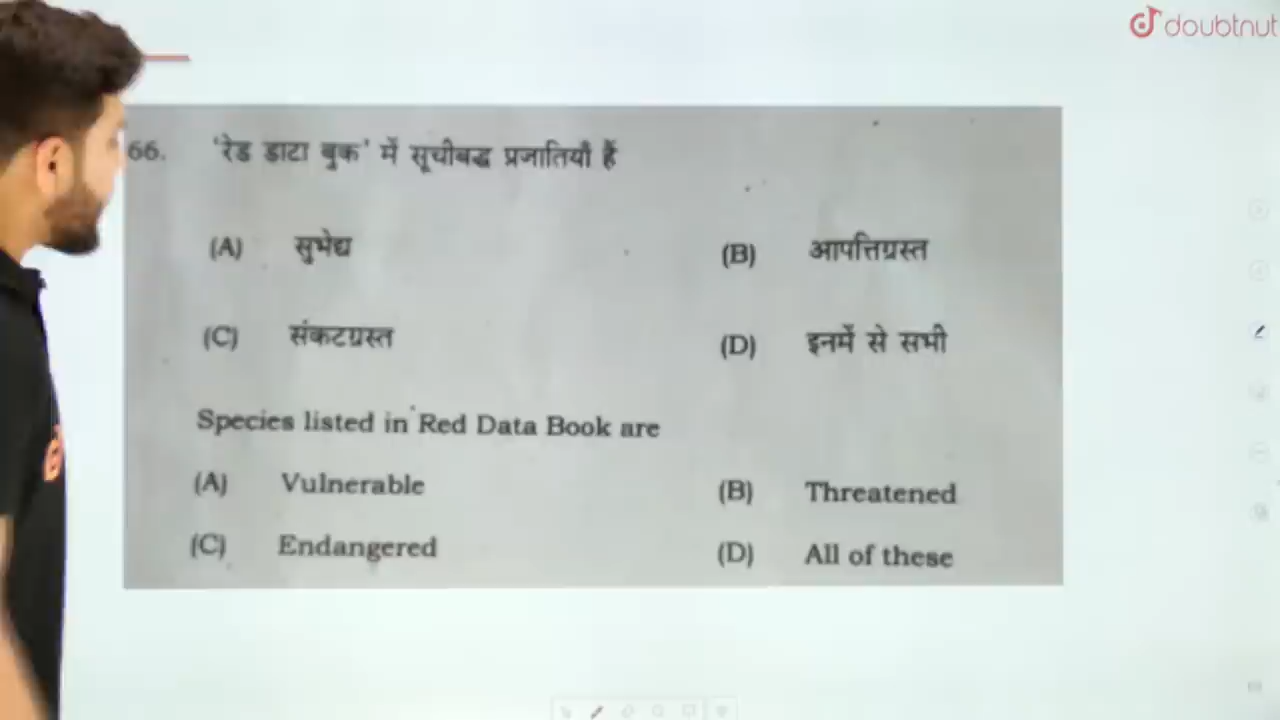 doubtnut
66. 'रेड डाटा बुक' में सूचीबद्ध प्रजातियाँ हैं
(A) सुभेद्य (B) आपत्तिग्रस्त
(C) संकटग्रस्त (D) इनमें से सभी
Species listed in Red Data Book are
(A) Vulnerable (B) Threatened
(C) Endangered (D) All of these